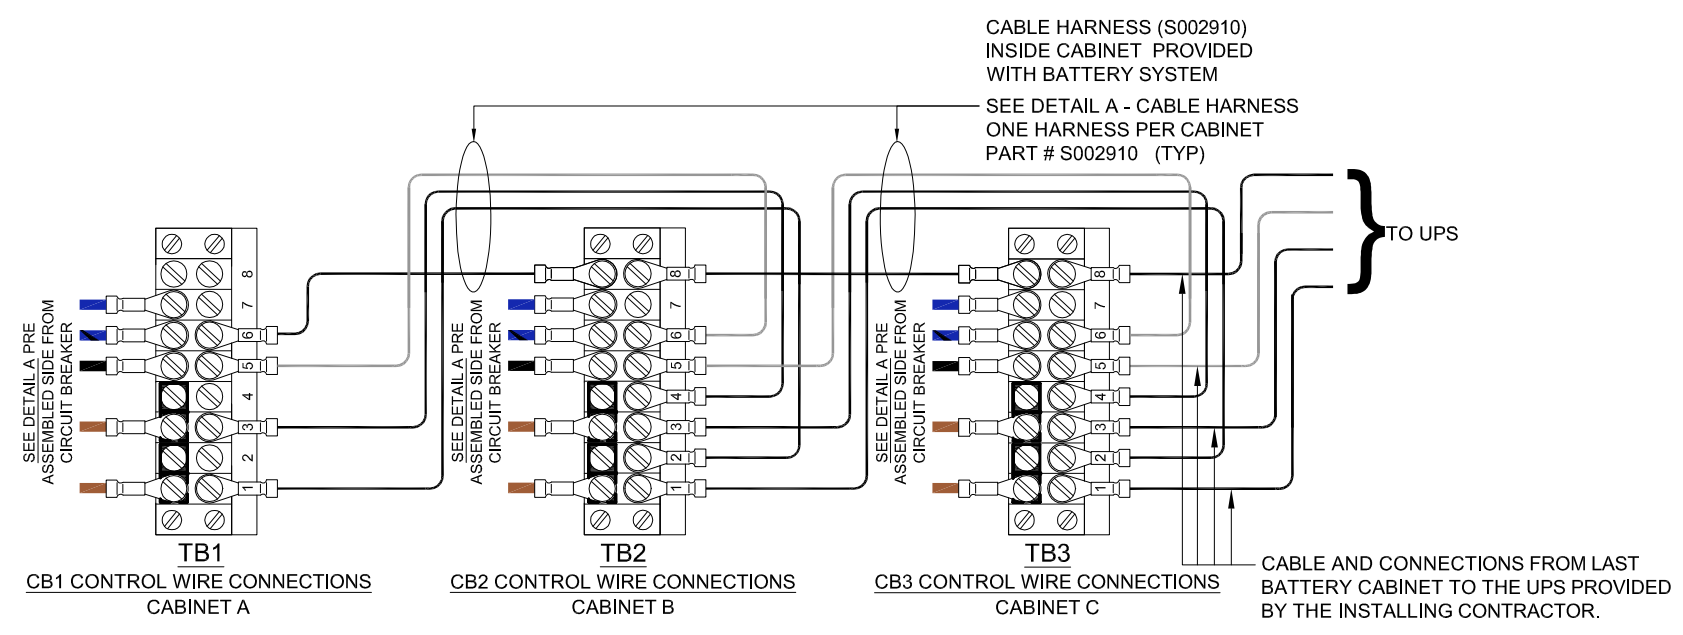 CABLE HARNESS (S002910)
INSIDE CABINET PROVIDED
WITH BATTERY SYSTEM
SEE DETAIL A - CABLE HARNESS
ONE HARNESS PER CABINET
PART # S002910 (TYP)
TO UPS
SEE DETAIL A PRE
ASSEMBLED SIDE FROM
CIRCUIT BREAKER
8
7
6
5
4
3
2
1
TB1
CB1 CONTROL WIRE CONNECTIONS
CABINET A
SEE DETAIL A PRE
ASSEMBLED SIDE FROM
CIRCUIT BREAKER
8
7
6
5
4
3
2
1
TB2
CB2 CONTROL WIRE CONNECTIONS
CABINET B
SEE DETAIL A PRE
ASSEMBLED SIDE FROM
CIRCUIT BREAKER
8
7
6
5
4
3
2
1
TB3
CB3 CONTROL WIRE CONNECTIONS
CABINET C
CABLE AND CONNECTIONS FROM LAST
BATTERY CABINET TO THE UPS PROVIDED
BY THE INSTALLING CONTRACTOR.